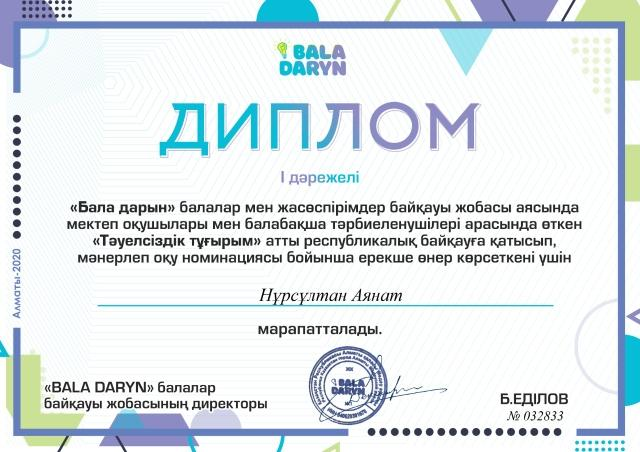 BALA
DARYN
ДИПЛОМ
I дәрежелі
«Бала дарын» балалар мен жасөспірімдер байқауы жобасы аясында
мектеп оқушылары мен балабақша тәрбиеленушілері арасында өткен
«Тәуелсіздік тұғырым» атты республикалық байқауға қатысып,
мәнерлеп оқу номинациясы бойынша ерекше өнер көрсеткені үшін
Нұрсұлтан Аянат
марапатталады.
Алматы-2020
«BALA DARYN» балалар
байқауы жобасының директоры
BALA
DARYN
Б.ЕДІЛОВ
№ 032833